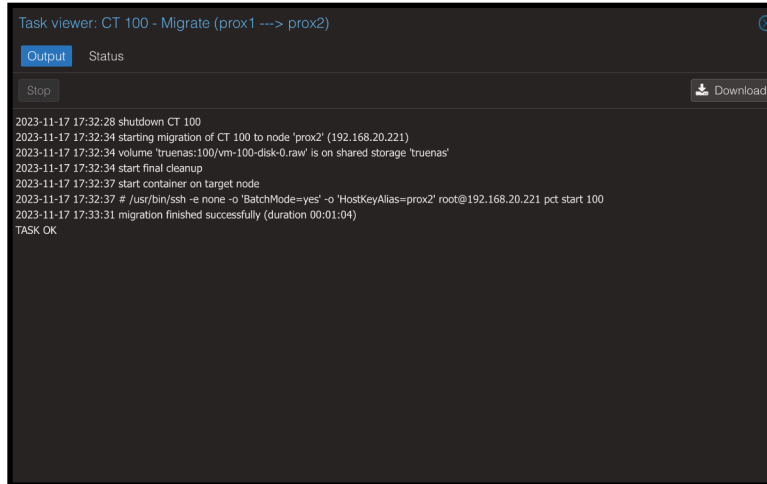 Task viewer: CT 100 - Migrate (prox1 ---> prox2)
Output Status
Stop Download
2023-11-17 17:32:28 shutdown CT 100
2023-11-17 17:32:34 starting migration of CT 100 to node 'prox2' (192.168.20.221)
2023-11-17 17:32:34 volume 'truenas:100/vm-100-disk-0.raw' is on shared storage 'truenas'
2023-11-17 17:32:34 start final cleanup
2023-11-17 17:32:37 start container on target node
2023-11-17 17:32:37 # /usr/bin/ssh -e none -o 'BatchMode=yes' -o 'HostKeyAlias=prox2' root@192.168.20.221 pct start 100
2023-11-17 17:33:31 migration finished successfully (duration 00:01:04)
TASK OK